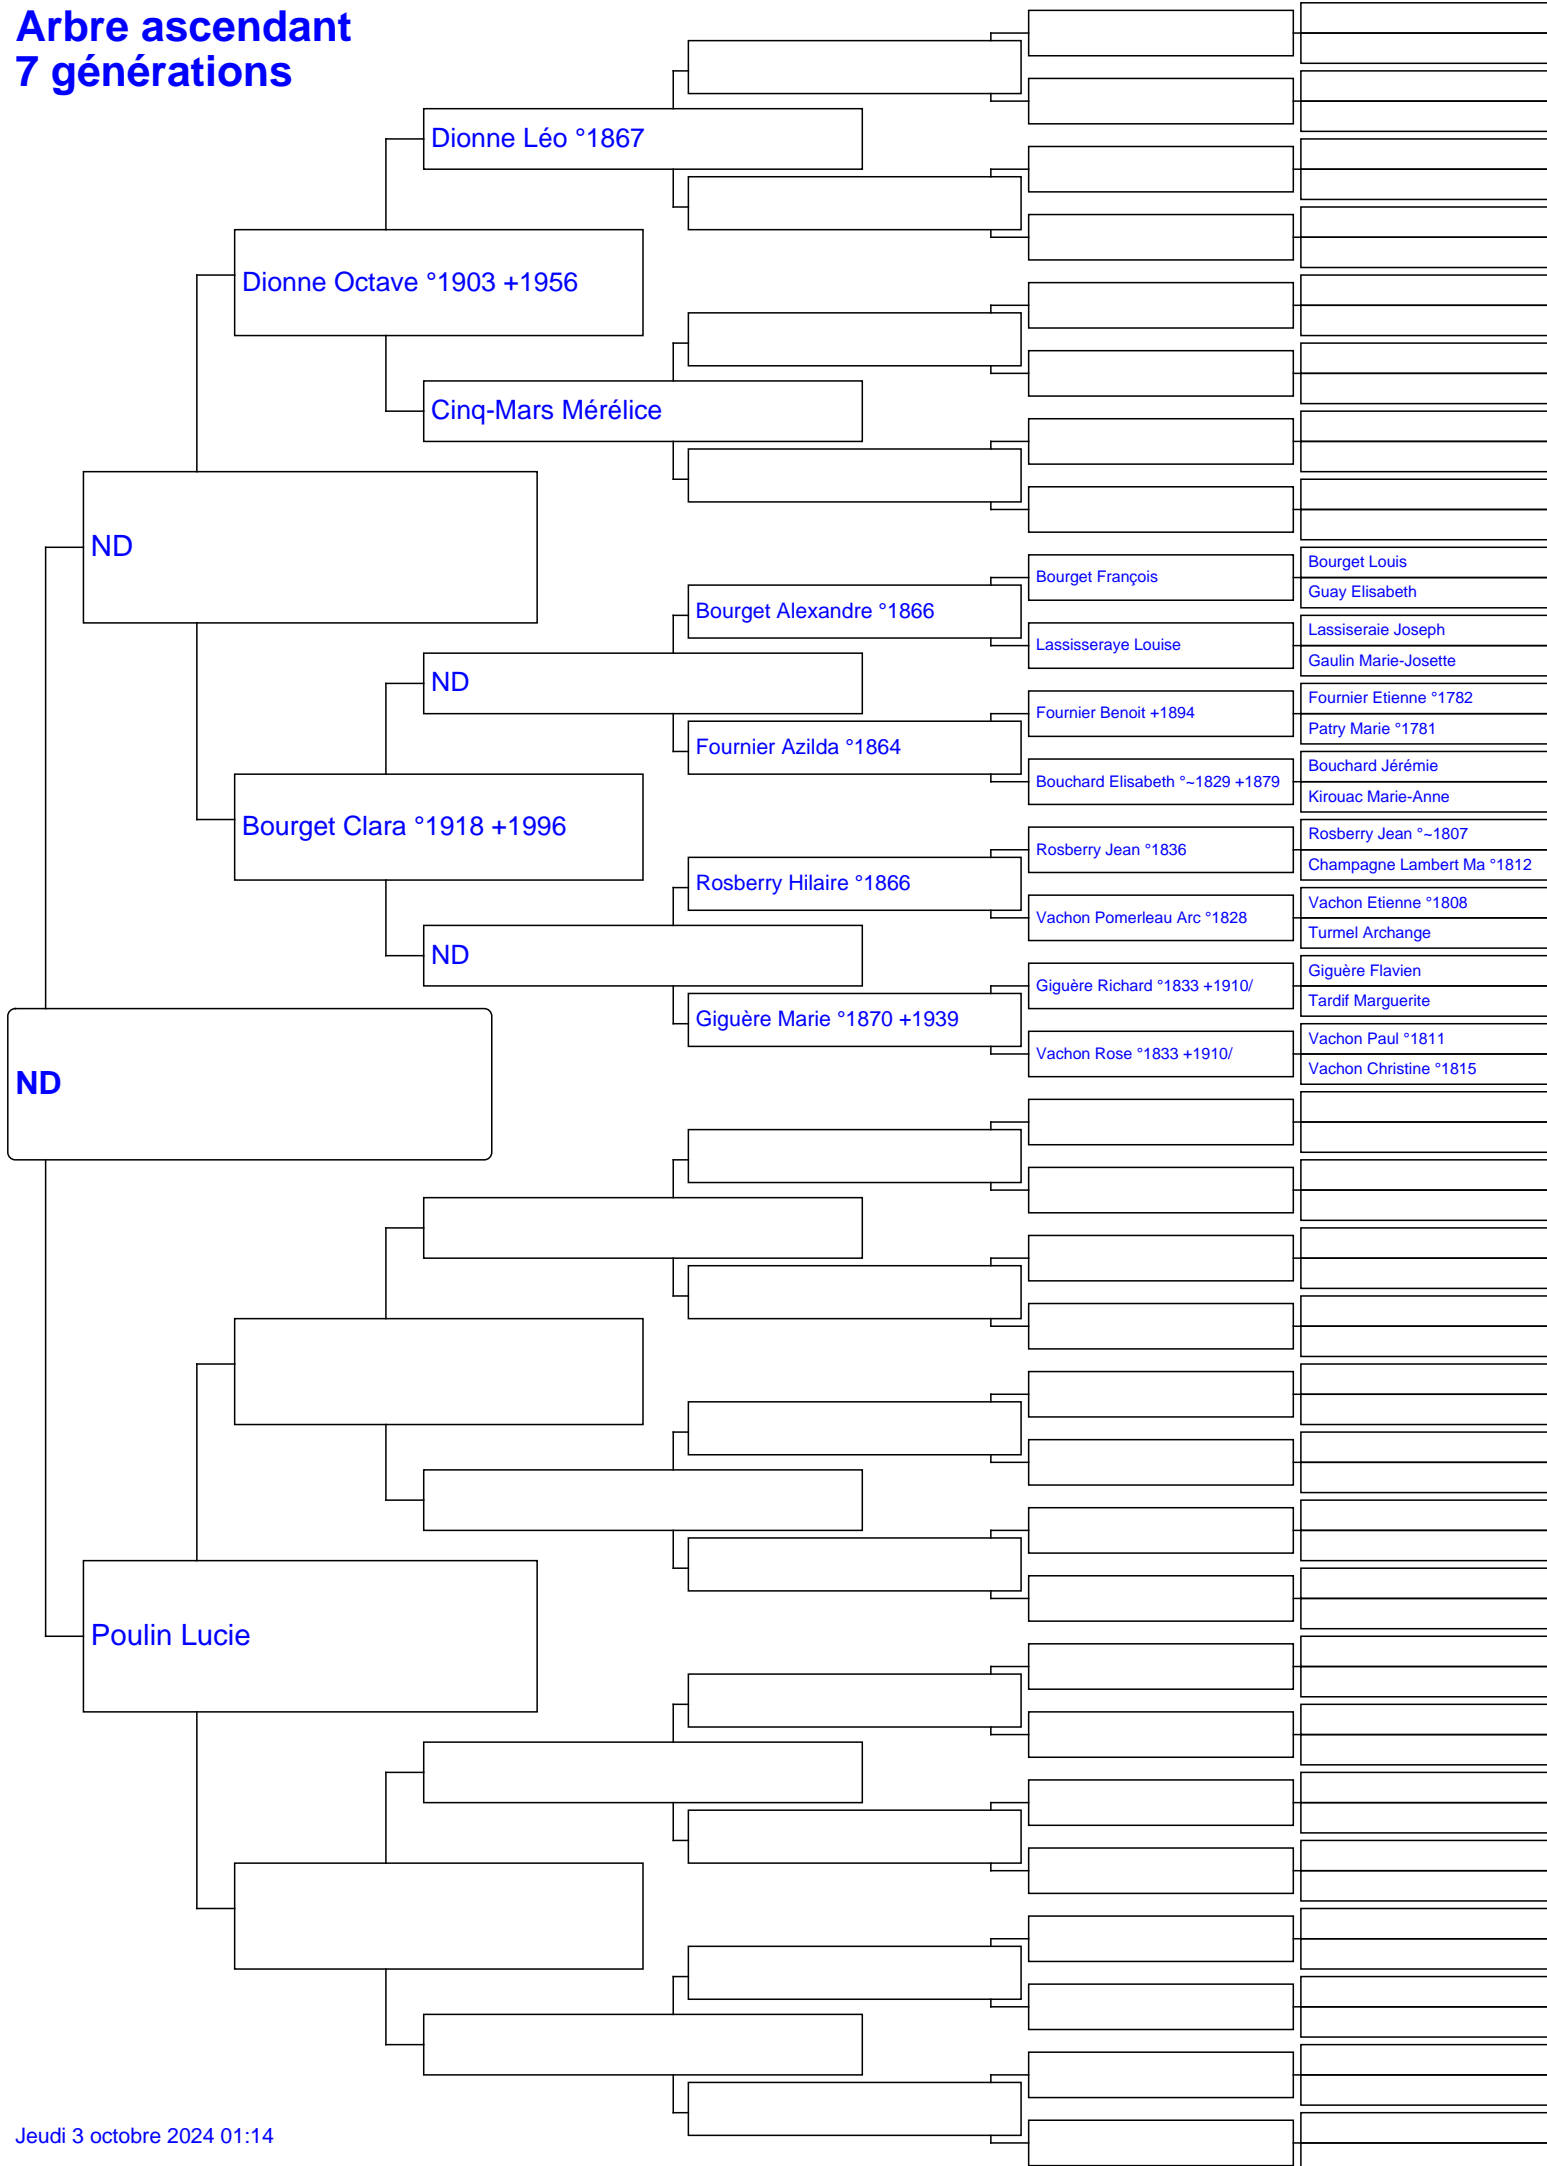 Arbre ascendant
7 générations
Dionne Léo °1867
Dionne Octave °1903 +1956
Cinq-Mars Mérélice
ND
Bourget Louis
Bourget François
Guay Elisabeth
Bourget Alexandre °1866
Lassiseraie Joseph
Lassisseraye Louise
Gaulin Marie-Josette
ND
Fournier Etienne °1782
Fournier Benoit +1894
Patry Marie °1781
Fournier Azilda °1864
Bouchard Jérémie
Bouchard Elisabeth °~1829 +1879
Kirouac Marie-Anne
Bourget Clara °1918 +1996
Rosberry Jean °~1807
Rosberry Jean °1836
Champagne Lambert Ma °1812
Rosberry Hilaire °1866
Vachon Etienne °1808
Vachon Pomerleau Arc °1828
Turmel Archange
ND
Giguère Flavien
Giguère Richard °1833 +1910/
Tardif Marguerite
Giguère Marie °1870 +1939
Vachon Paul °1811
Vachon Rose °1833 +1910/
Vachon Christine °1815
ND
Poulin Lucie
Jeudi 3 octobre 2024 01:14